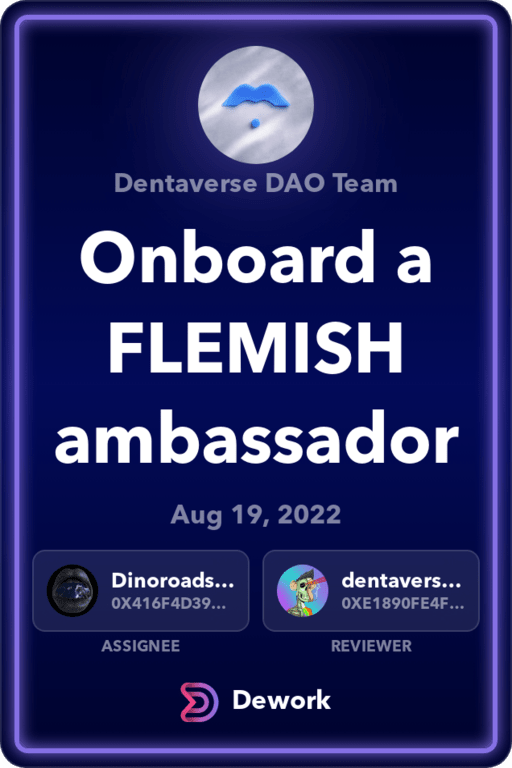 Dentaverse DAO Team
Onboard a
FLEMISH
ambassador
Aug 19, 2022
Dinoroads...
0X416F4D39...
ASSIGNEE
dentavers...
0XE1890FE4F...
REVIEWER
Dework